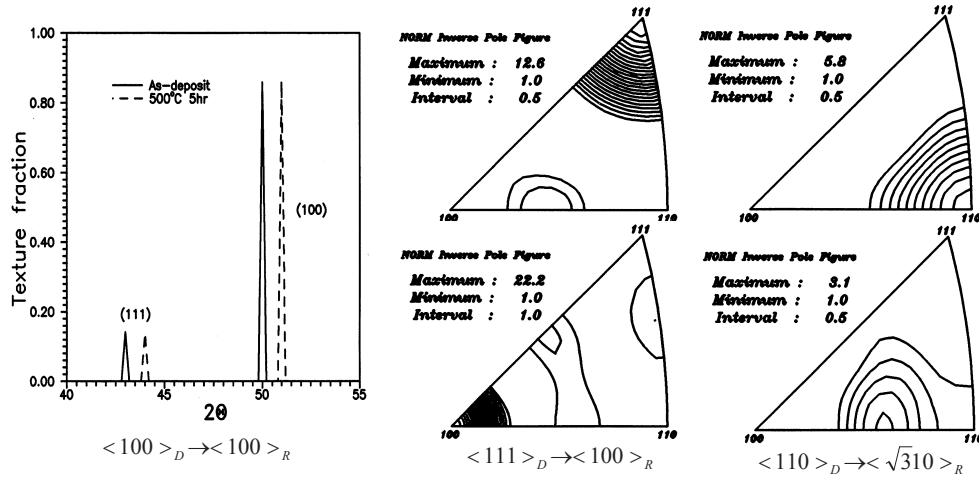 1.00
0.80
0.60
0.40
0.20
0.00
Texture fraction
As-deposit
500°C 5hr
(111)
(100)
40
45
50
55
2Θ
<100>_D→<100>_R
NORM Inverse Pole Figure
Maximum : 12.6
Minimum : 1.0
Interval : 0.5
111
100
110
NORM Inverse Pole Figure
Maximum : 5.8
Minimum : 1.0
Interval : 0.5
111
100
110
NORM Inverse Pole Figure
Maximum : 22.2
Minimum : 1.0
Interval : 1.0
111
100
110
<111>_D→<100>_R
NORM Inverse Pole Figure
Maximum : 3.1
Minimum : 1.0
Interval : 0.5
111
100
110
<110>_D→<√310>_R